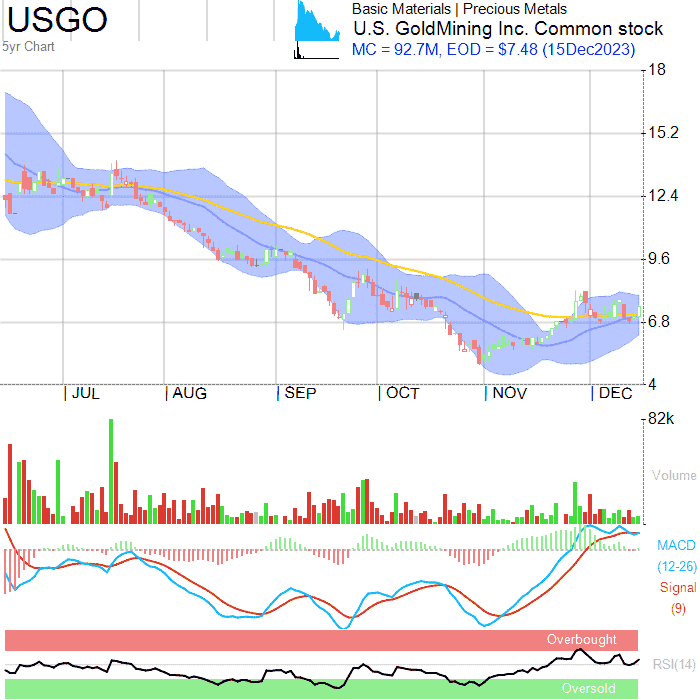 USGO
5yr Chart
Basic Materials | Precious Metals
U.S. GoldMining Inc. Common stock
MC = 92.7M, EOD = $7.48 (15Dec2023)
18
15.2
12.4
9.6
6.8
4
| JUL | AUG | SEP | OCT | NOV | DEC
82k
Volume
MACD
(12-26)
Signal
(9)
Overbought
RSI(14)
Oversold